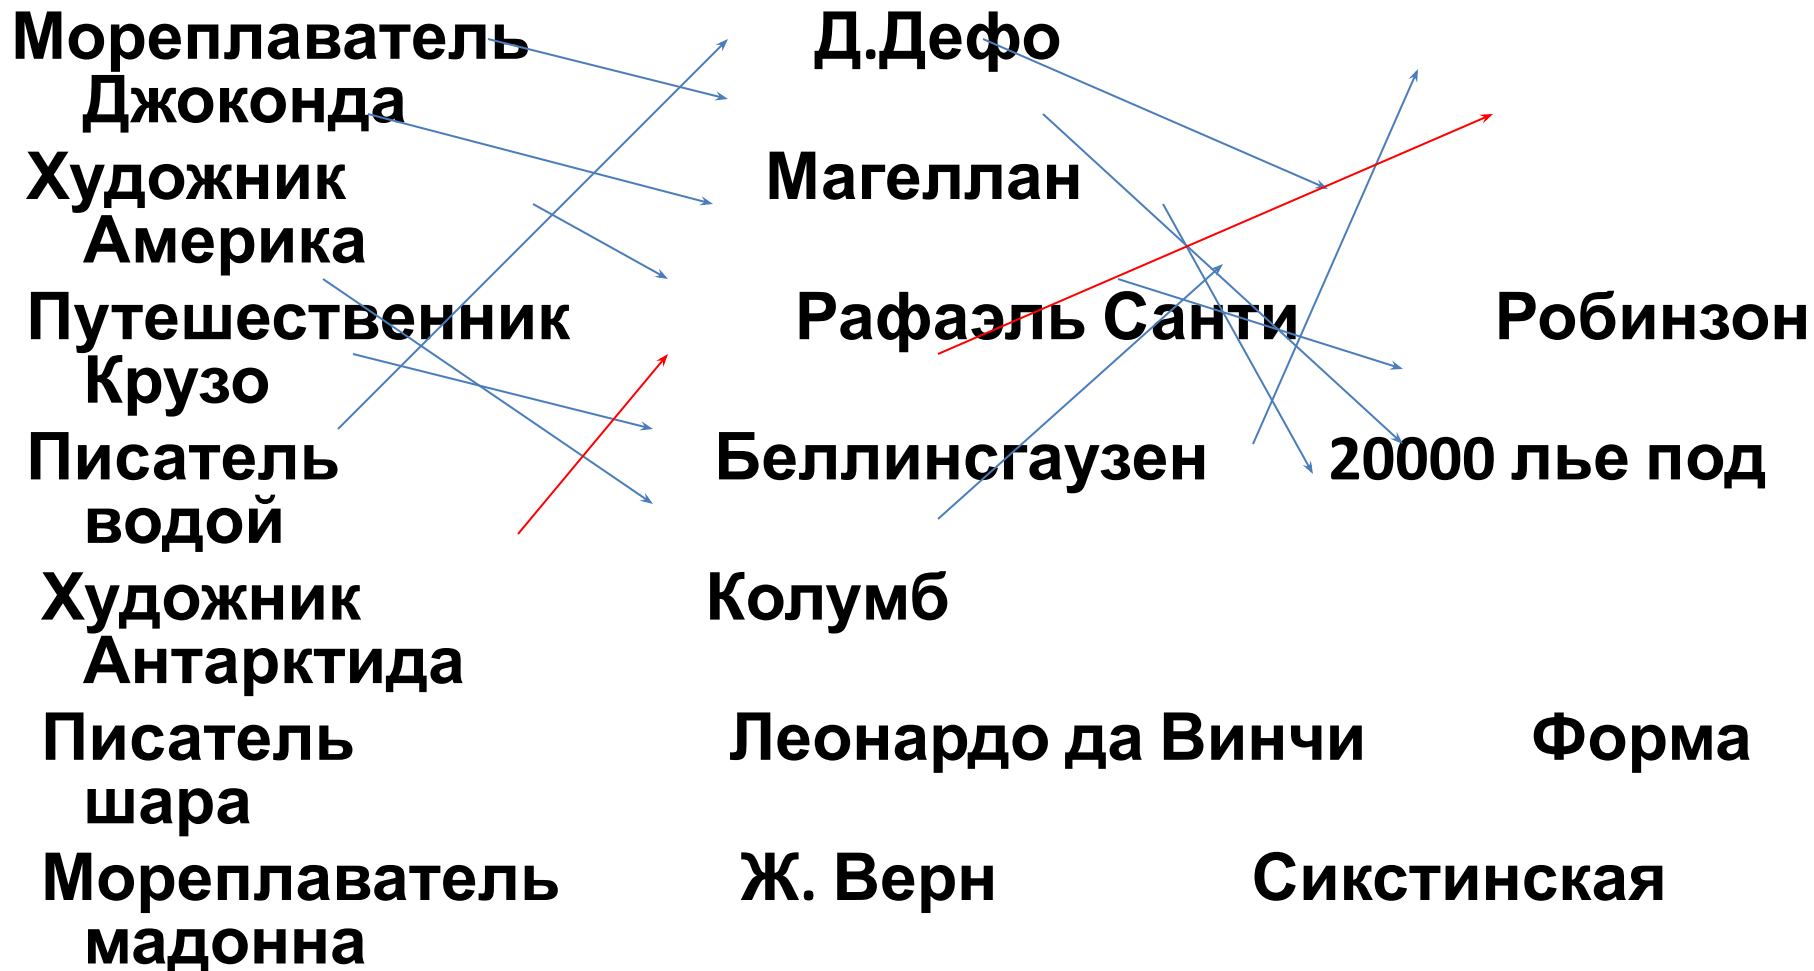 Мореплаватель Д.Дефо
Джоконда
Художник Магеллан
Америка
Путешественник Рафаэль Санти Робинзон
Крузо
Писатель Беллинсгаузен 20000 лье под
водой
Художник Колумб
Антарктида
Писатель Леонардо да Винчи Форма
шара
Мореплаватель Ж. Верн Сикстинская
мадонна